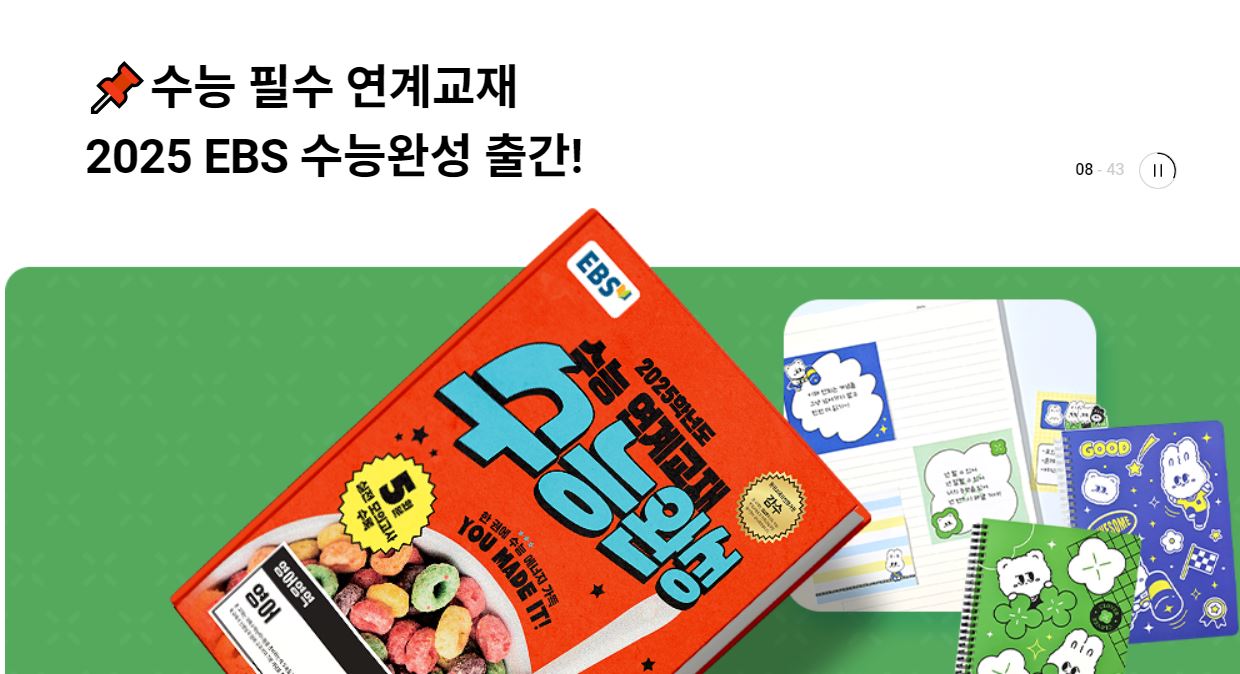 수능 필수 연계교재
2025 EBS 수능완성 출간!
08 - 43
EBS
2025학년도
수능 연계교재
수능완성
5회분
실전 모의고사
수록
감수
한 권에 수능 에너지 가득
YOU MADE IT!
영어영역
영어
GOOD
AWESOME